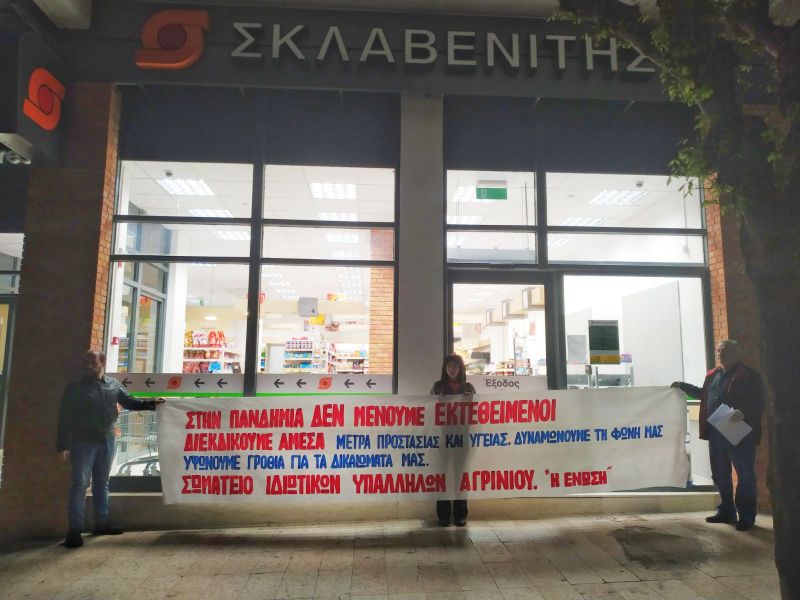 ΣΚΛΑΒΕΝΙΤΗΣ
Έξοδος
ΣΤΗΝ ΠΑΝΔΗΜΙΑ ΔΕΝ ΜΕΝΟΥΜΕ ΕΚΤΕΘΕΙΜΕΝΟΙ
ΔΙΕΚΔΙΚΟΥΜΕ ΑΜΕΣΑ ΜΕΤΡΑ ΠΡΟΣΤΑΣΙΑΣ ΚΑΙ ΥΓΕΙΑΣ. ΔΥΝΑΜΩΝΟΥΜΕ ΤΗ ΦΩΝΗ ΜΑΣ
ΥΨΩΝΟΥΜΕ ΓΡΟΘΙΑ ΓΙΑ ΤΑ ΔΙΚΑΙΩΜΑΤΑ ΜΑΣ.
ΣΩΜΑΤΕΙΟ ΙΔΙΩΤΙΚΩΝ ΥΠΑΛΛΗΛΩΝ ΑΓΡΙΝΙΟΥ. "Η ΕΝΩΣΗ"